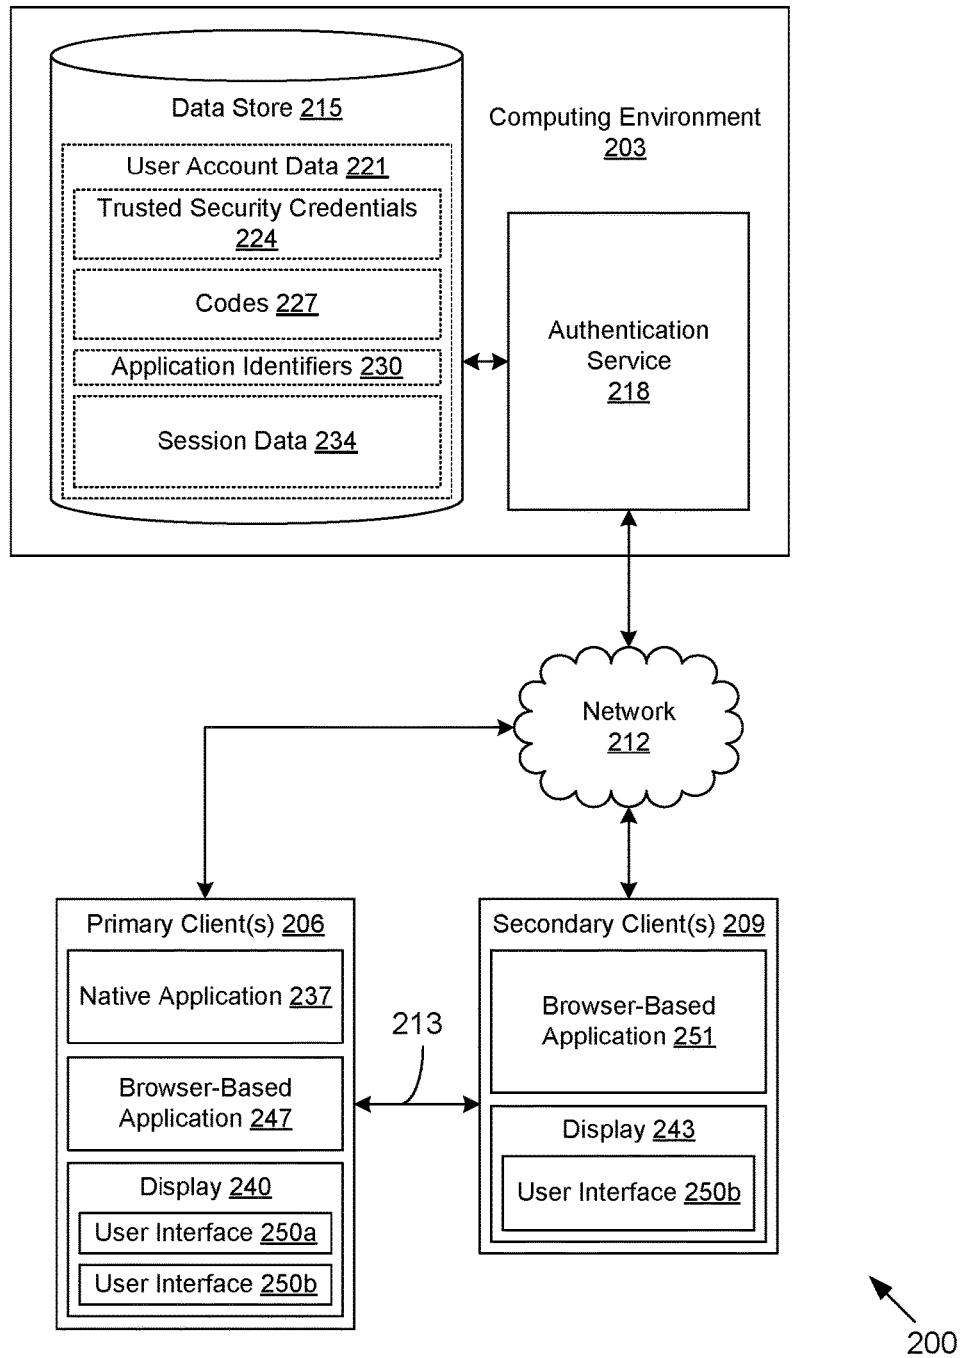 Data Store 215
Computing Environment
203
User Account Data 221
Trusted Security Credentials
224
Codes 227
Application Identifiers 230
Session Data 234
Authentication
Service
218
Network
212
Primary Client(s) 206
Native Application 237
Browser-Based
Application 247
Display 240
User Interface 250a
User Interface 250b
213
Secondary Client(s) 209
Browser-Based
Application 251
Display 243
User Interface 250b
200